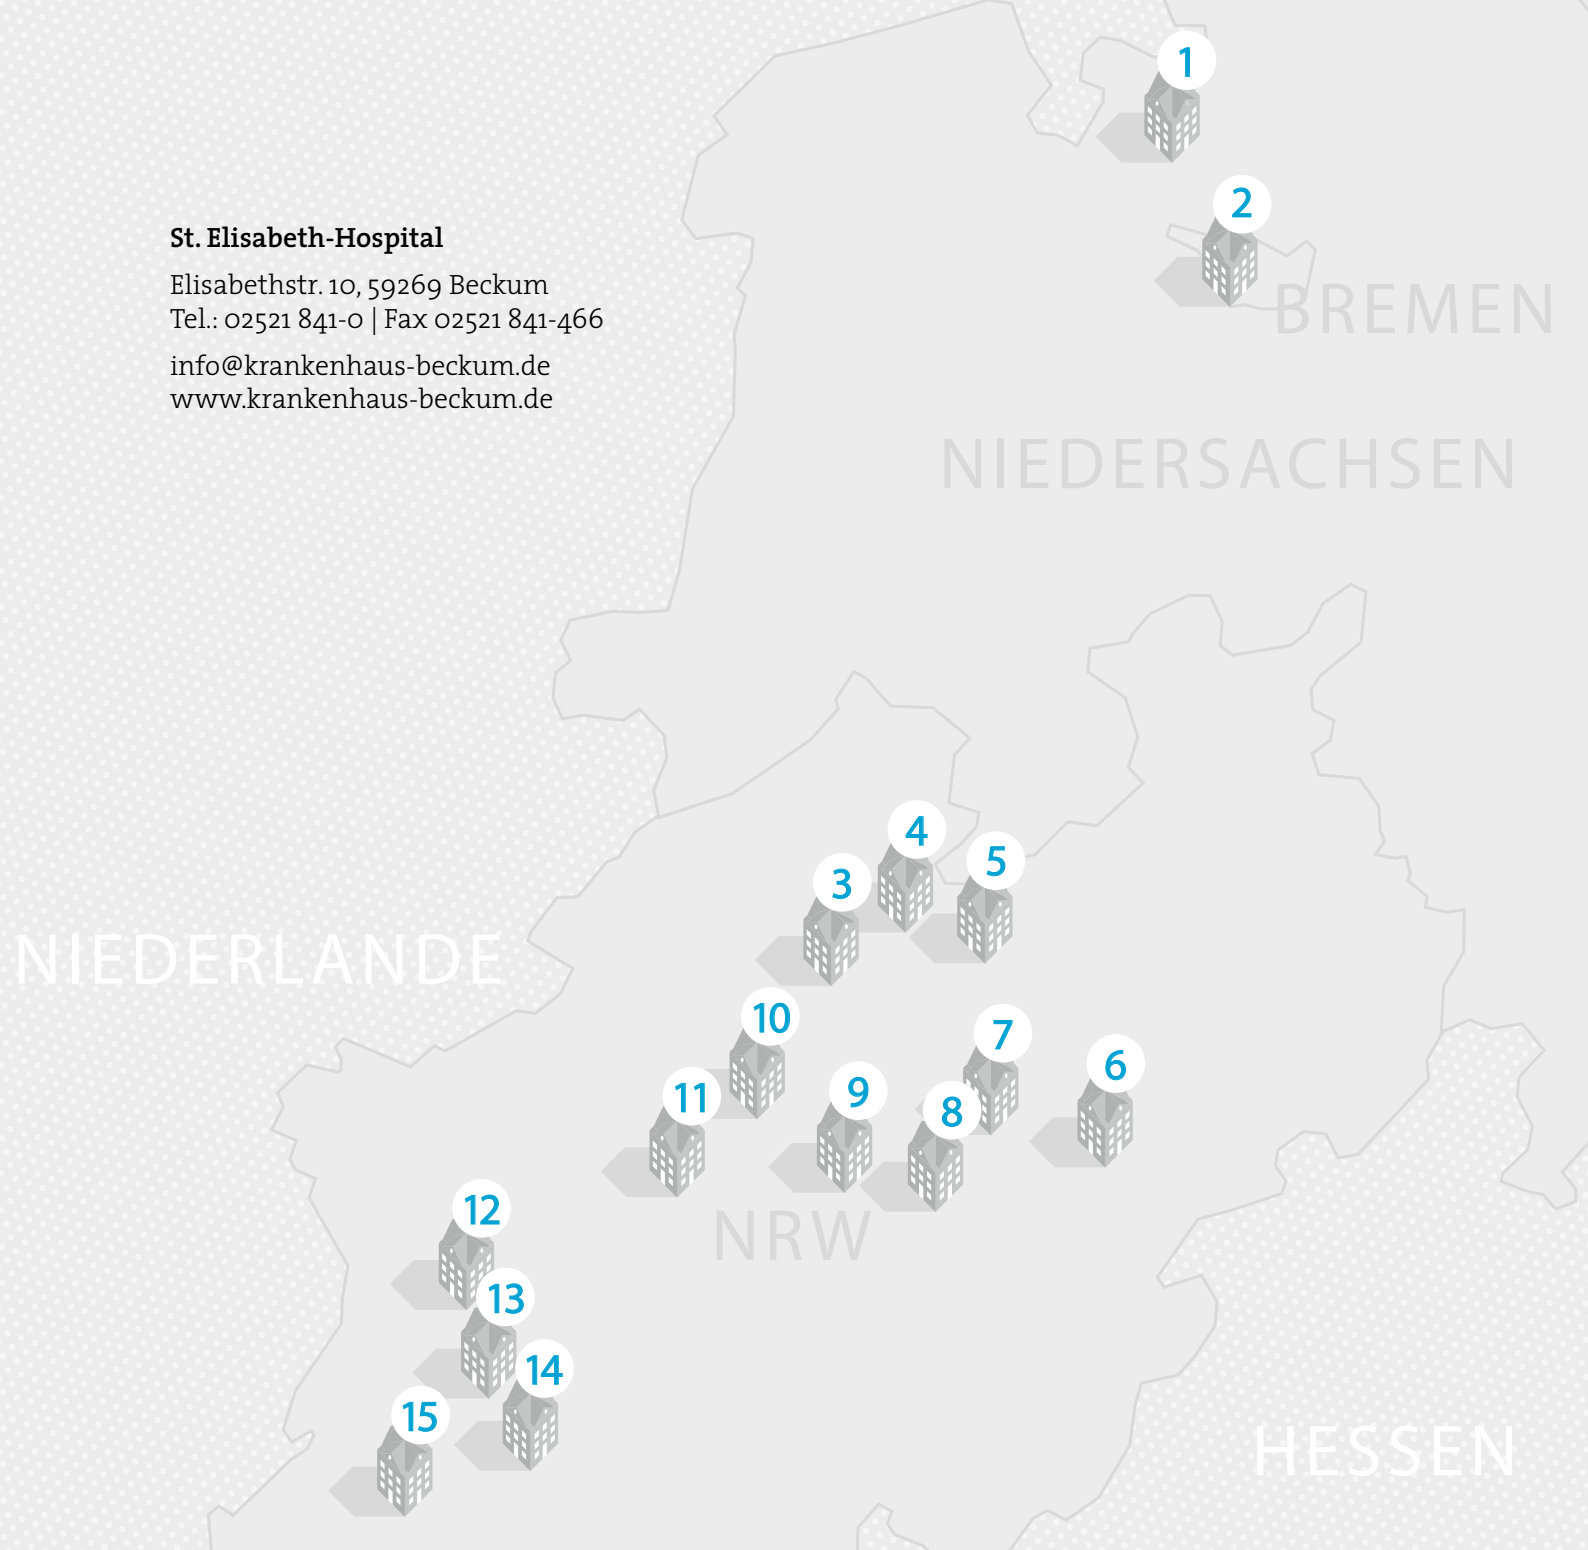 St. Elisabeth-Hospital
Elisabethstr. 10, 59269 Beckum
Tel.: 02521 841-0 | Fax 02521 841-466
info@krankenhaus-beckum.de
www.krankenhaus-beckum.de
1
2
BREMEN
NIEDERSACHSEN
4
5
3
NIEDERLANDE
10
7
6
11
9
8
12
NRW
13
14
15
HESSEN